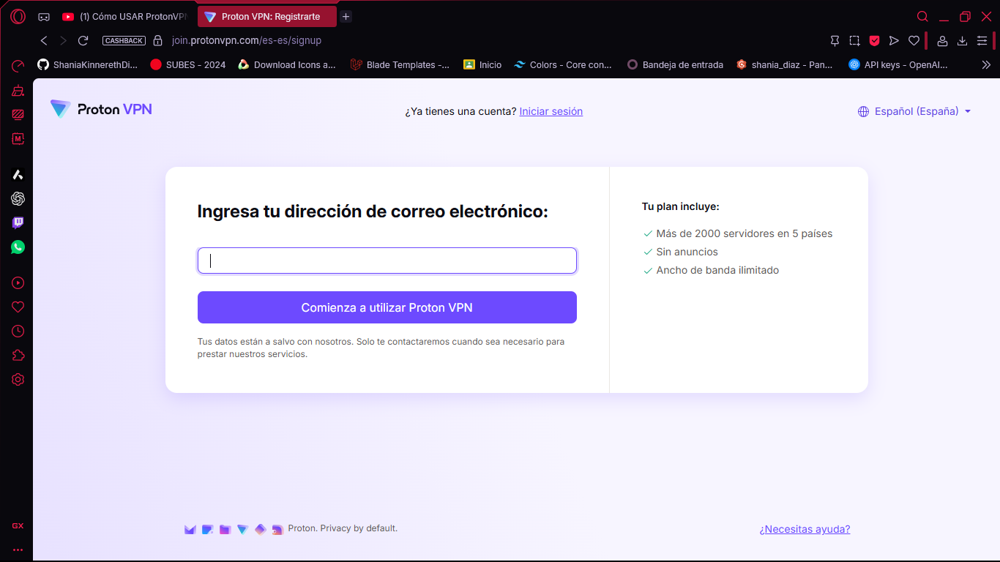 (1) Cómo USAR ProtonVPN
Proton VPN: Registrarte
CASHBACK
join.protonvpn.com/es-es/signup
ShaniaKinnerethDi...
SUBES - 2024
Download Icons a...
Blade Templates -...
Inicio
Colors - Core con...
Bandeja de entrada
shania_diaz - Pan...
API keys - OpenAI...
Proton VPN
¿Ya tienes una cuenta? Iniciar sesión
Español (España)
Ingresa tu dirección de correo electrónico:
Comienza a utilizar Proton VPN
Tus datos están a salvo con nosotros. Solo te contactaremos cuando sea necesario para
prestar nuestros servicios.
Tu plan incluye:
Más de 2000 servidores en 5 países
Sin anuncios
Ancho de banda ilimitado
M
GX
Proton. Privacy by default.
¿Necesitas ayuda?